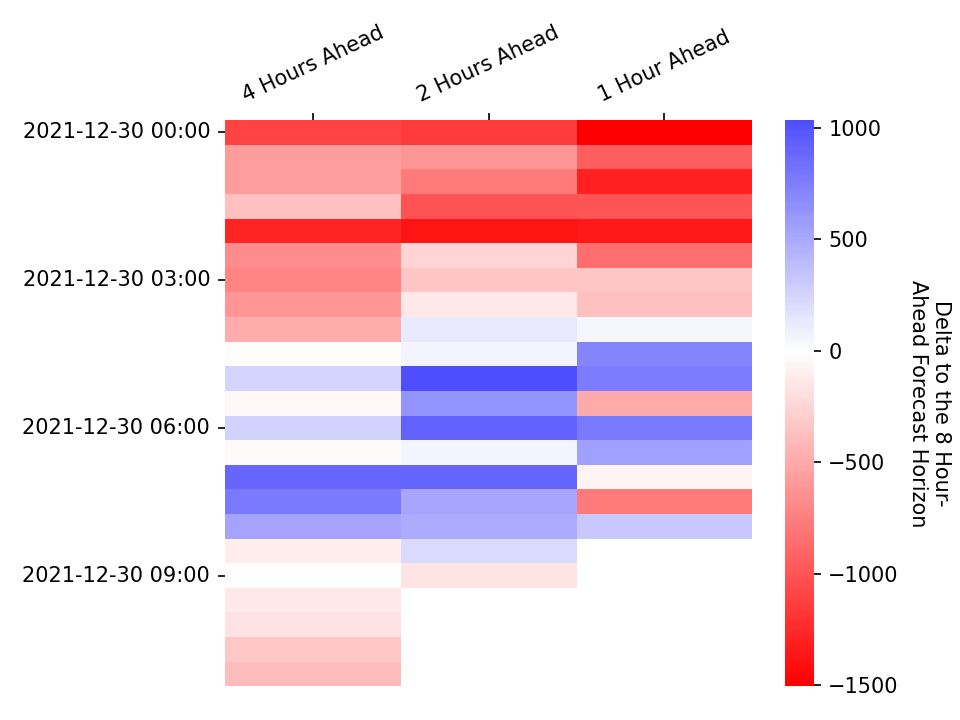 4 Hours Ahead
2 Hours Ahead
1 Hour Ahead
2021-12-30 00:00
2021-12-30 03:00
2021-12-30 06:00
2021-12-30 09:00
1000
500
0
−500
−1000
−1500
Delta to the 8 Hour-
Ahead Forecast Horizon